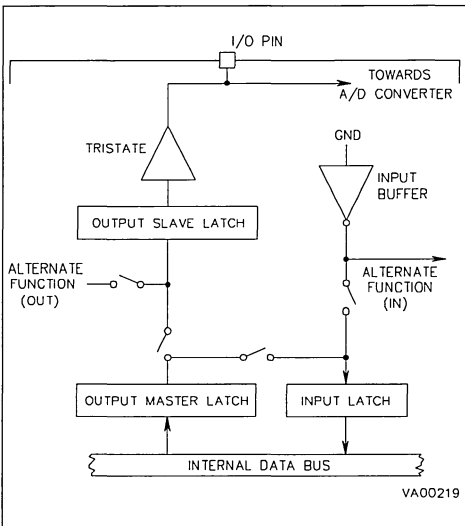 I/O PIN
TOWARDS
A/D CONVERTER
TRISTATE
GND
INPUT
BUFFER
OUTPUT SLAVE LATCH
ALTERNATE
FUNCTION
(OUT)
ALTERNATE
FUNCTION
(IN)
OUTPUT MASTER LATCH
INPUT LATCH
INTERNAL DATA BUS
VA00219